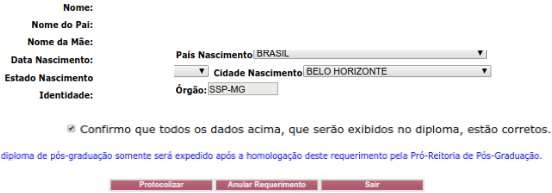 Nome:
Nome do Pai:
Nome da Mãe:
Data Nascimento: País Nascimento BRASIL
Estado Nascimento Cidade Nascimento BELO HORIZONTE
Identidade: Órgão: SSP-MG
Confirmo que todos os dados acima, que serão exibidos no diploma, estão corretos.
diploma de pós-graduação somente será expedido após a homologação deste requerimento pela Pró-Reitoria de Pós-Graduação.
Protocolizar Anular Requerimento Sair